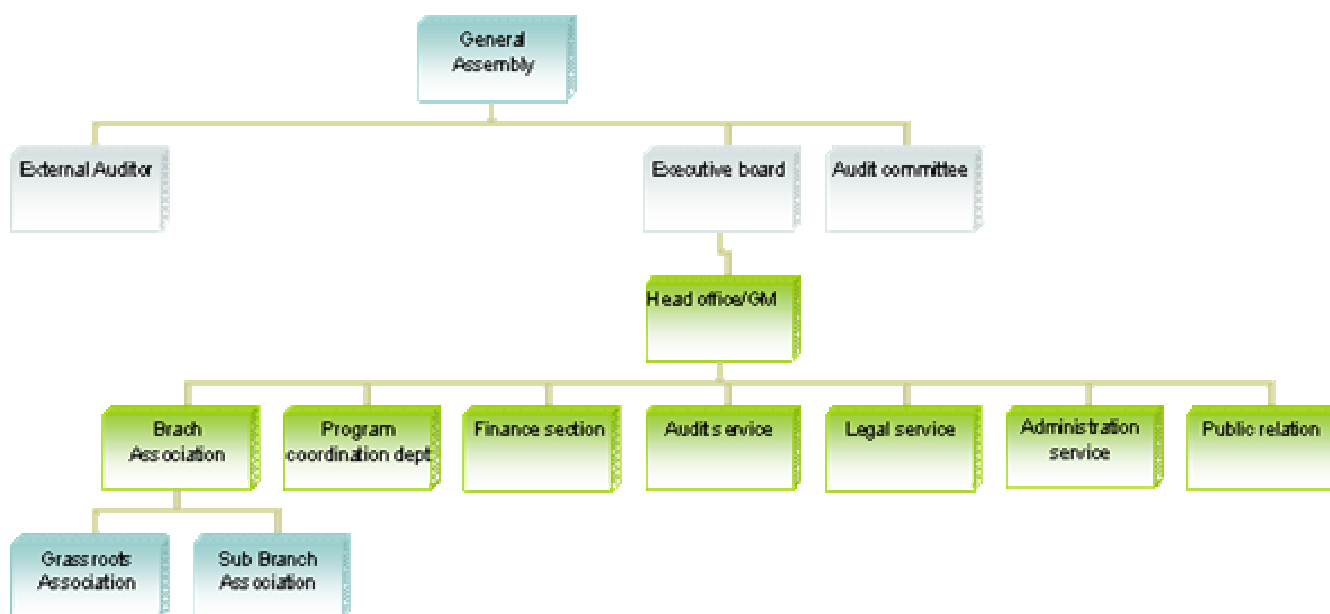 General
Assembly
External Auditor
Executive board
Audit committee
Head office/GM
Brach
Association
Program
coordination dept
Finance section
Audit service
Legal service
Administration
service
Public relation
Grassroots
Association
Sub Branch
Association